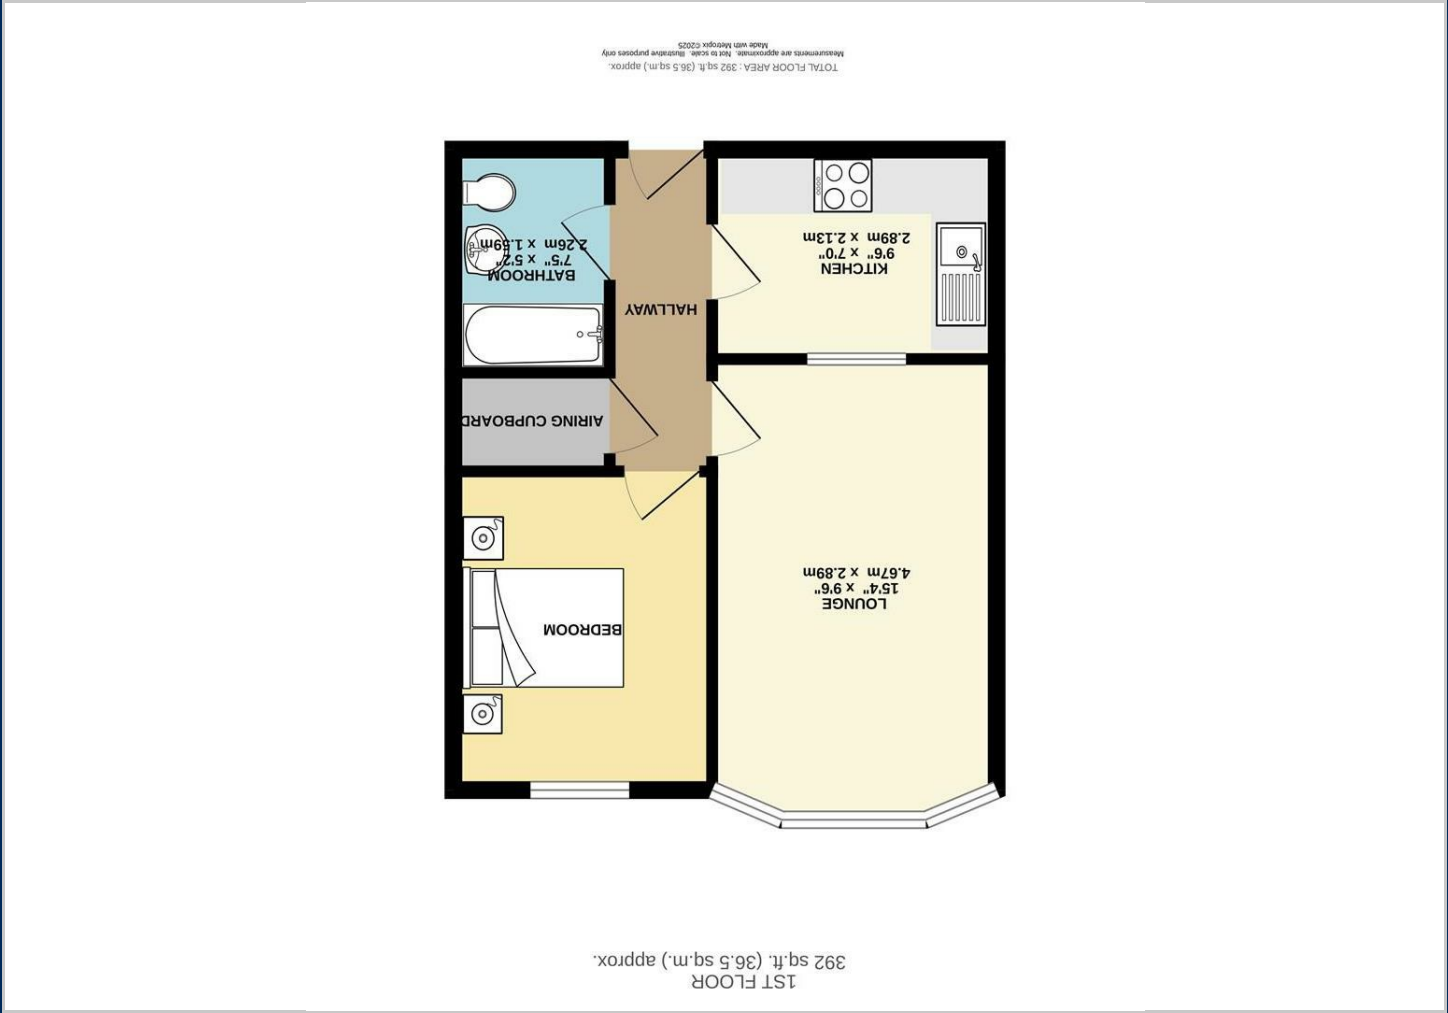 1ST FLOOR
392 sq.ft. (36.5 sq.m.) approx.
LOUNGE
15'4" x 9'6"
4.67m x 2.89m
BEDROOM
AIRING CUPBOARD
HALLWAY
KITCHEN
9'6" x 7'0"
2.89m x 2.13m
BATHROOM
7'5" x 5'2"
2.26m x 1.59m
TOTAL FLOOR AREA : 392 sq.ft. (36.5 sq.m.) approx.
Measurements are approximate. Not to scale. Illustrative purposes only
Made with Metropix ©2025